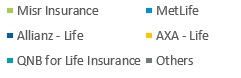 Misr Insurance MetLife
Allianz - Life AXA - Life
QNB for Life Insurance Others